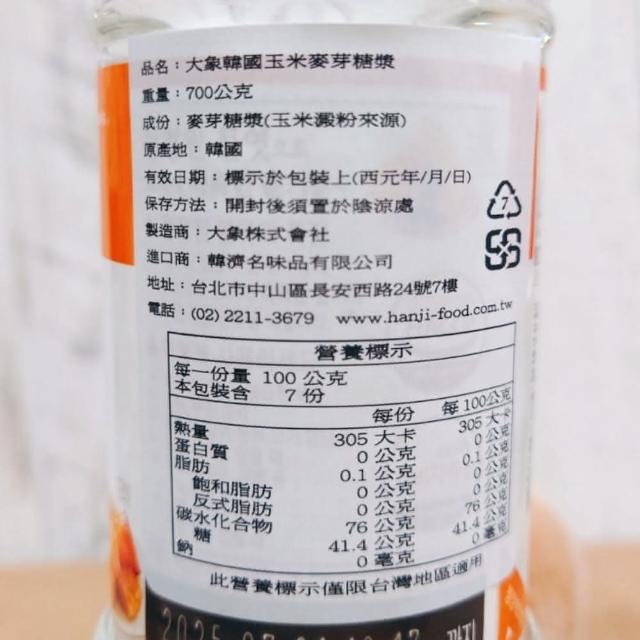 品名：大象韓國玉米麥芽糖漿
重量：700公克
成份：麥芽糖漿(玉米澱粉來源)
原產地：韓國
有效日期：標示於包裝上(西元年/月/日)
保存方法：開封後須置於陰涼處
製造商：大象株式會社
進口商：韓濟名味品有限公司
地址：台北市中山區長安西路24號7樓
電話：(02) 2211-3679 www.hanji-food.com.tw
7
營養標示
每一份量 100 公克
本包裝含 7 份
每份 每100公克
熱量 305 大卡 305 大卡
蛋白質 0 公克 0 公克
脂肪 0.1 公克 0.1 公克
飽和脂肪 0 公克 0 公克
反式脂肪 0 公克 0 公克
碳水化合物 76 公克 76 公克
糖 41.4 公克 41.4 公克
鈉 0 毫克 0 毫克
此營養標示僅限台灣地區適用